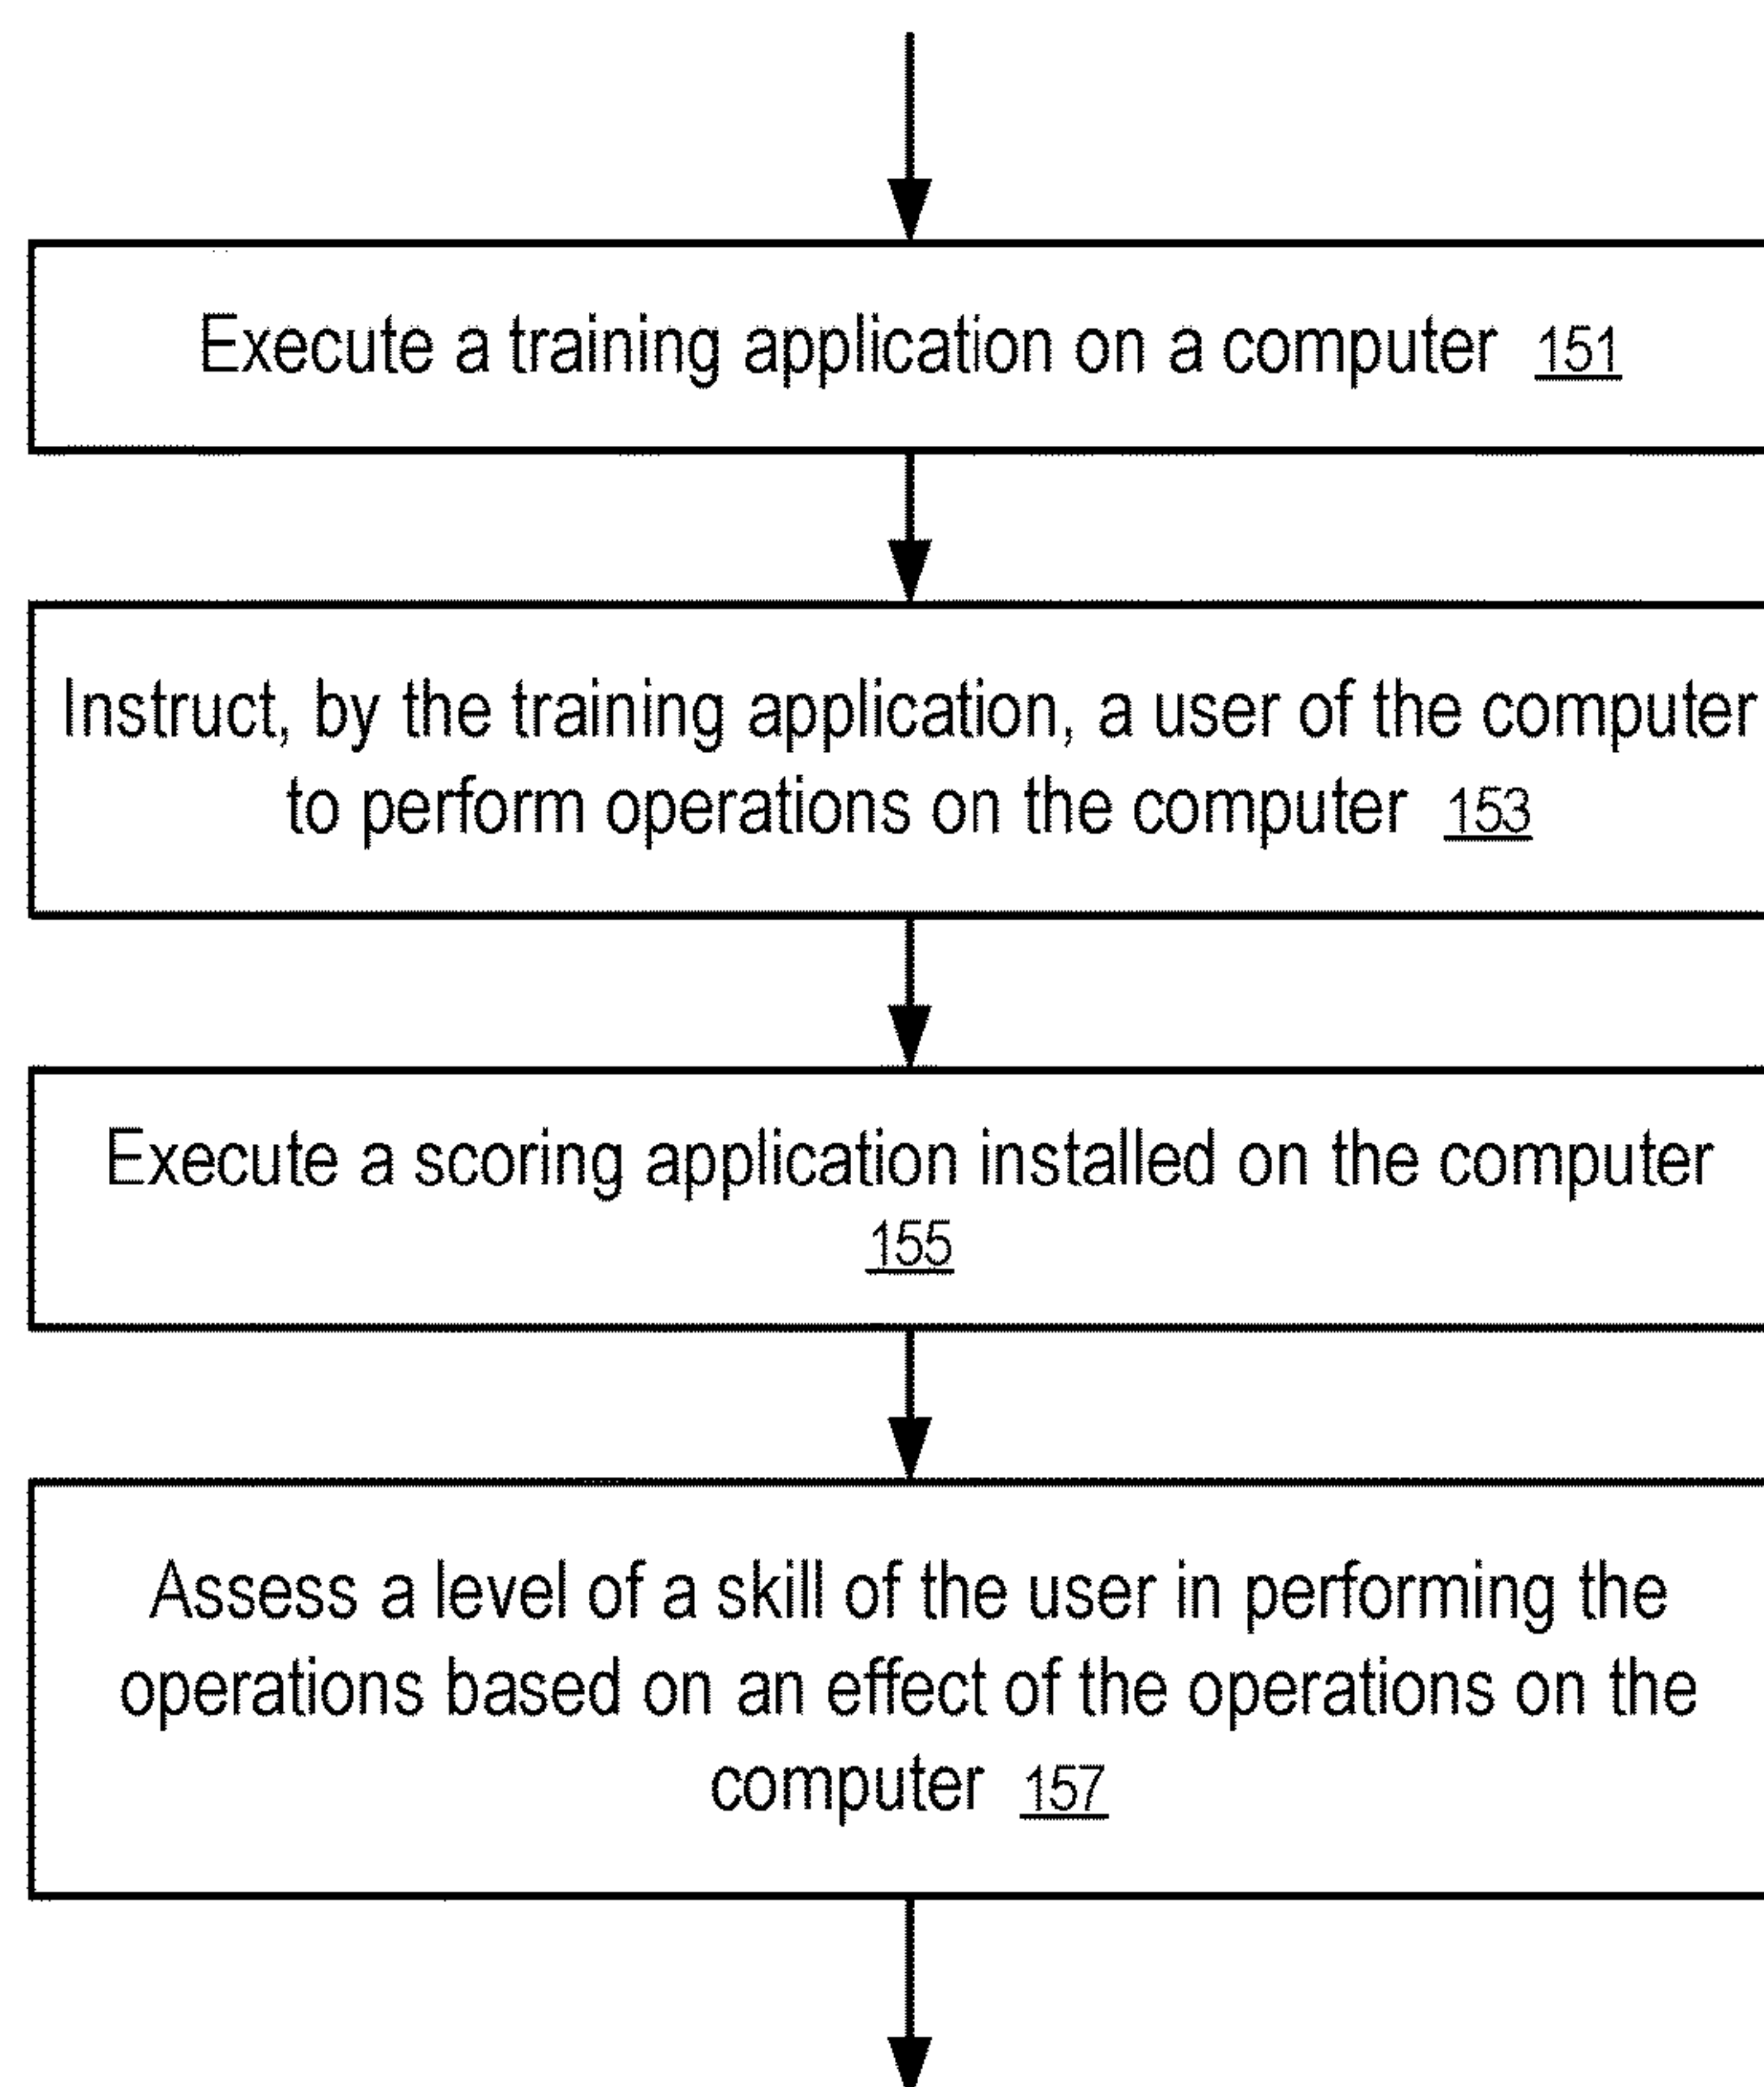 Execute a training application on a computer 151
Instruct, by the training application, a user of the computer
to perform operations on the computer 153
Execute a scoring application installed on the computer
155
Assess a level of a skill of the user in performing the
operations based on an effect of the operations on the
computer 157